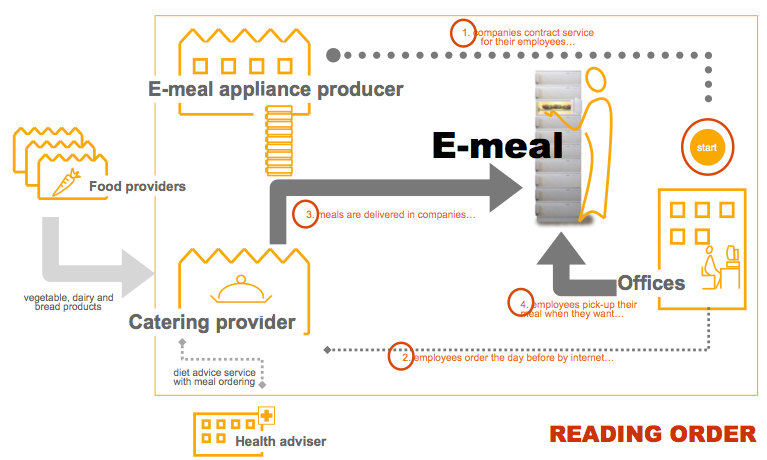 1. companies contract service
for their employees...
E-meal appliance producer
start
E-meal
Food providers
3. meals are delivered in companies...
vegetable, dairy and
bread products
Offices
4. employees pick-up their
meal when they want...
Catering provider
2. employees order the day before by internet...
diet advice service
with meal ordering
Health adviser
READING ORDER